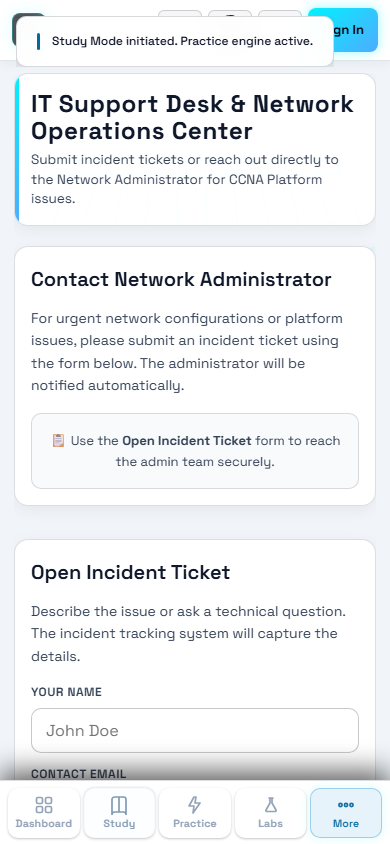 Study Mode initiated. Practice engine active.
gn In
IT Support Desk & Network
Operations Center
Submit incident tickets or reach out directly to
the Network Administrator for CCNA Platform
issues.
Contact Network Administrator
For urgent network configurations or platform
issues, please submit an incident ticket using
the form below. The administrator will be
notified automatically.
Use the Open Incident Ticket form to reach
the admin team securely.
Open Incident Ticket
Describe the issue or ask a technical question.
The incident tracking system will capture the
details.
YOUR NAME
John Doe
CONTACT EMAIL
Dashboard
Study
Practice
Labs
More